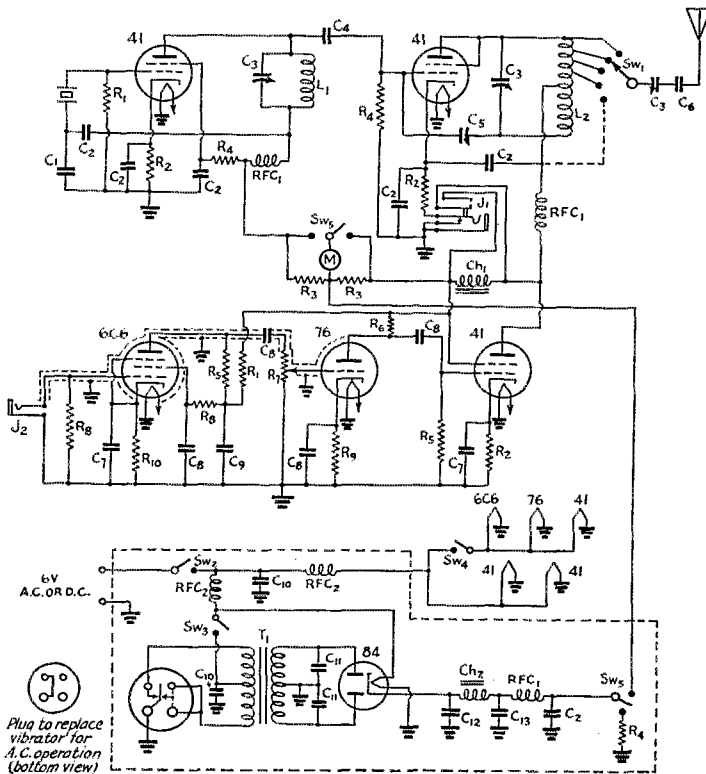 41
C4
41
C3
L1
R1
C2
C1
C2
R2
C2
R4
RFC1
R4
C3
C5
C2
L2
Sw1
C3
C6
R2
C2
J1
RFC1
Sw5
M
R3
R3
Ch1
6C6
C8
76
R6
C8
41
R5
R1
R7
J2
R8
C7
R10
R8
C8
C9
C8
R9
R5
C7
R2
6C6
76
41
Sw4
41
41
6V
A.C. OR D.C.
Sw2
RFC2
C10
RFC2
Sw3
T1
84
C10
C11
C11
Ch2
RFC1
Sw5
C12
C13
C2
R4
Plug to replace
vibrator for
A.C. operation
(bottom view)